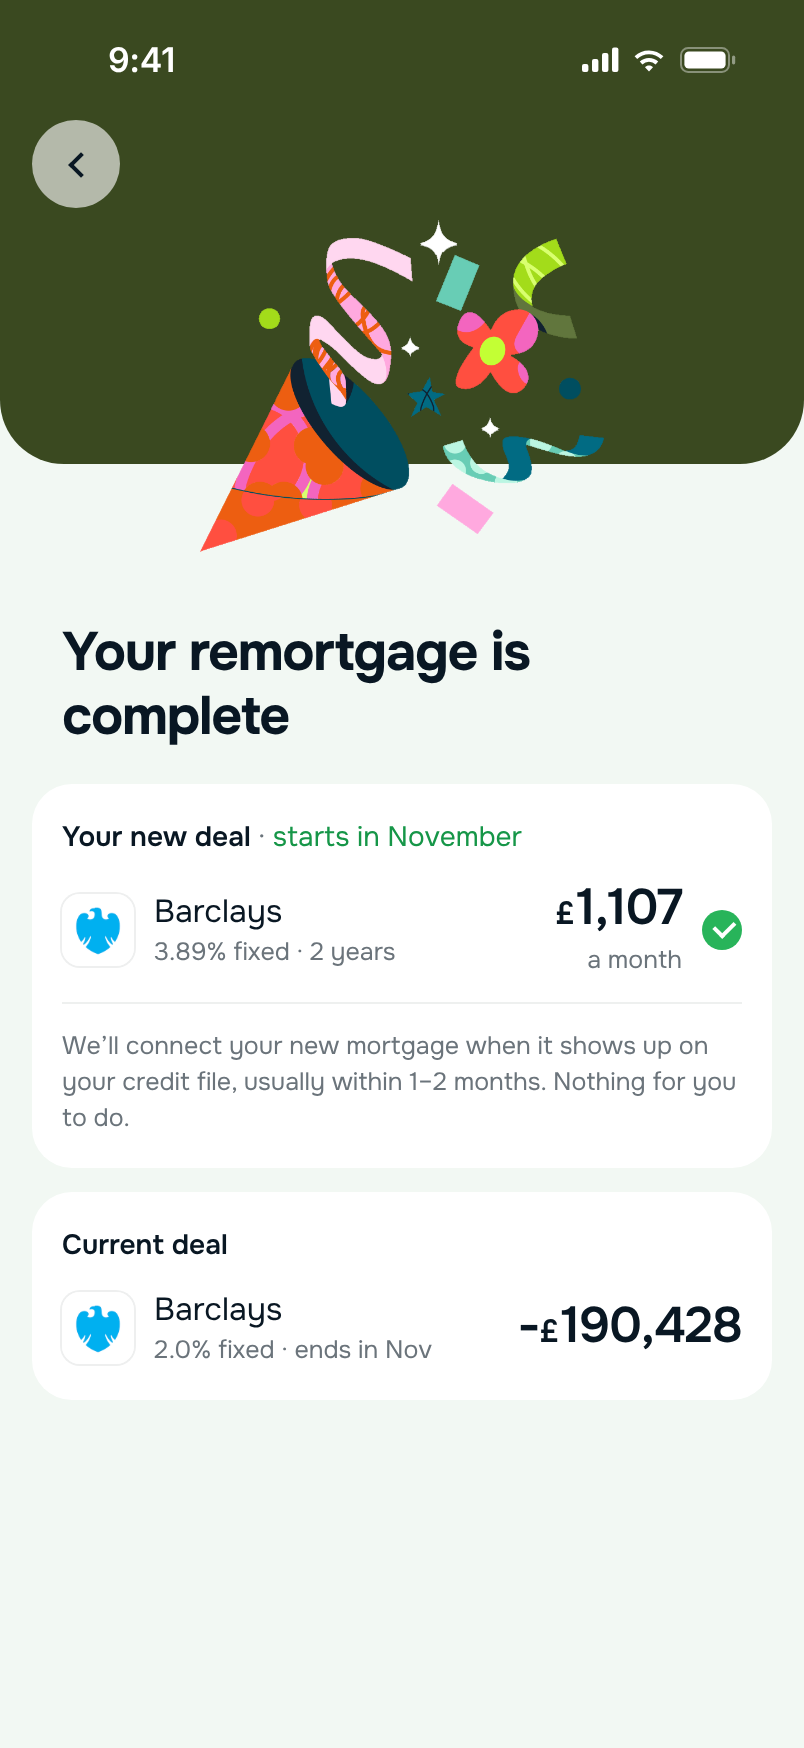 9:41
Your remortgage is
complete
Your new deal · starts in November
Barclays
£1,107
3.89% fixed · 2 years
a month
We’ll connect your new mortgage when it shows up on
your credit file, usually within 1–2 months. Nothing for you
to do.
Current deal
Barclays
-£190,428
2.0% fixed · ends in Nov